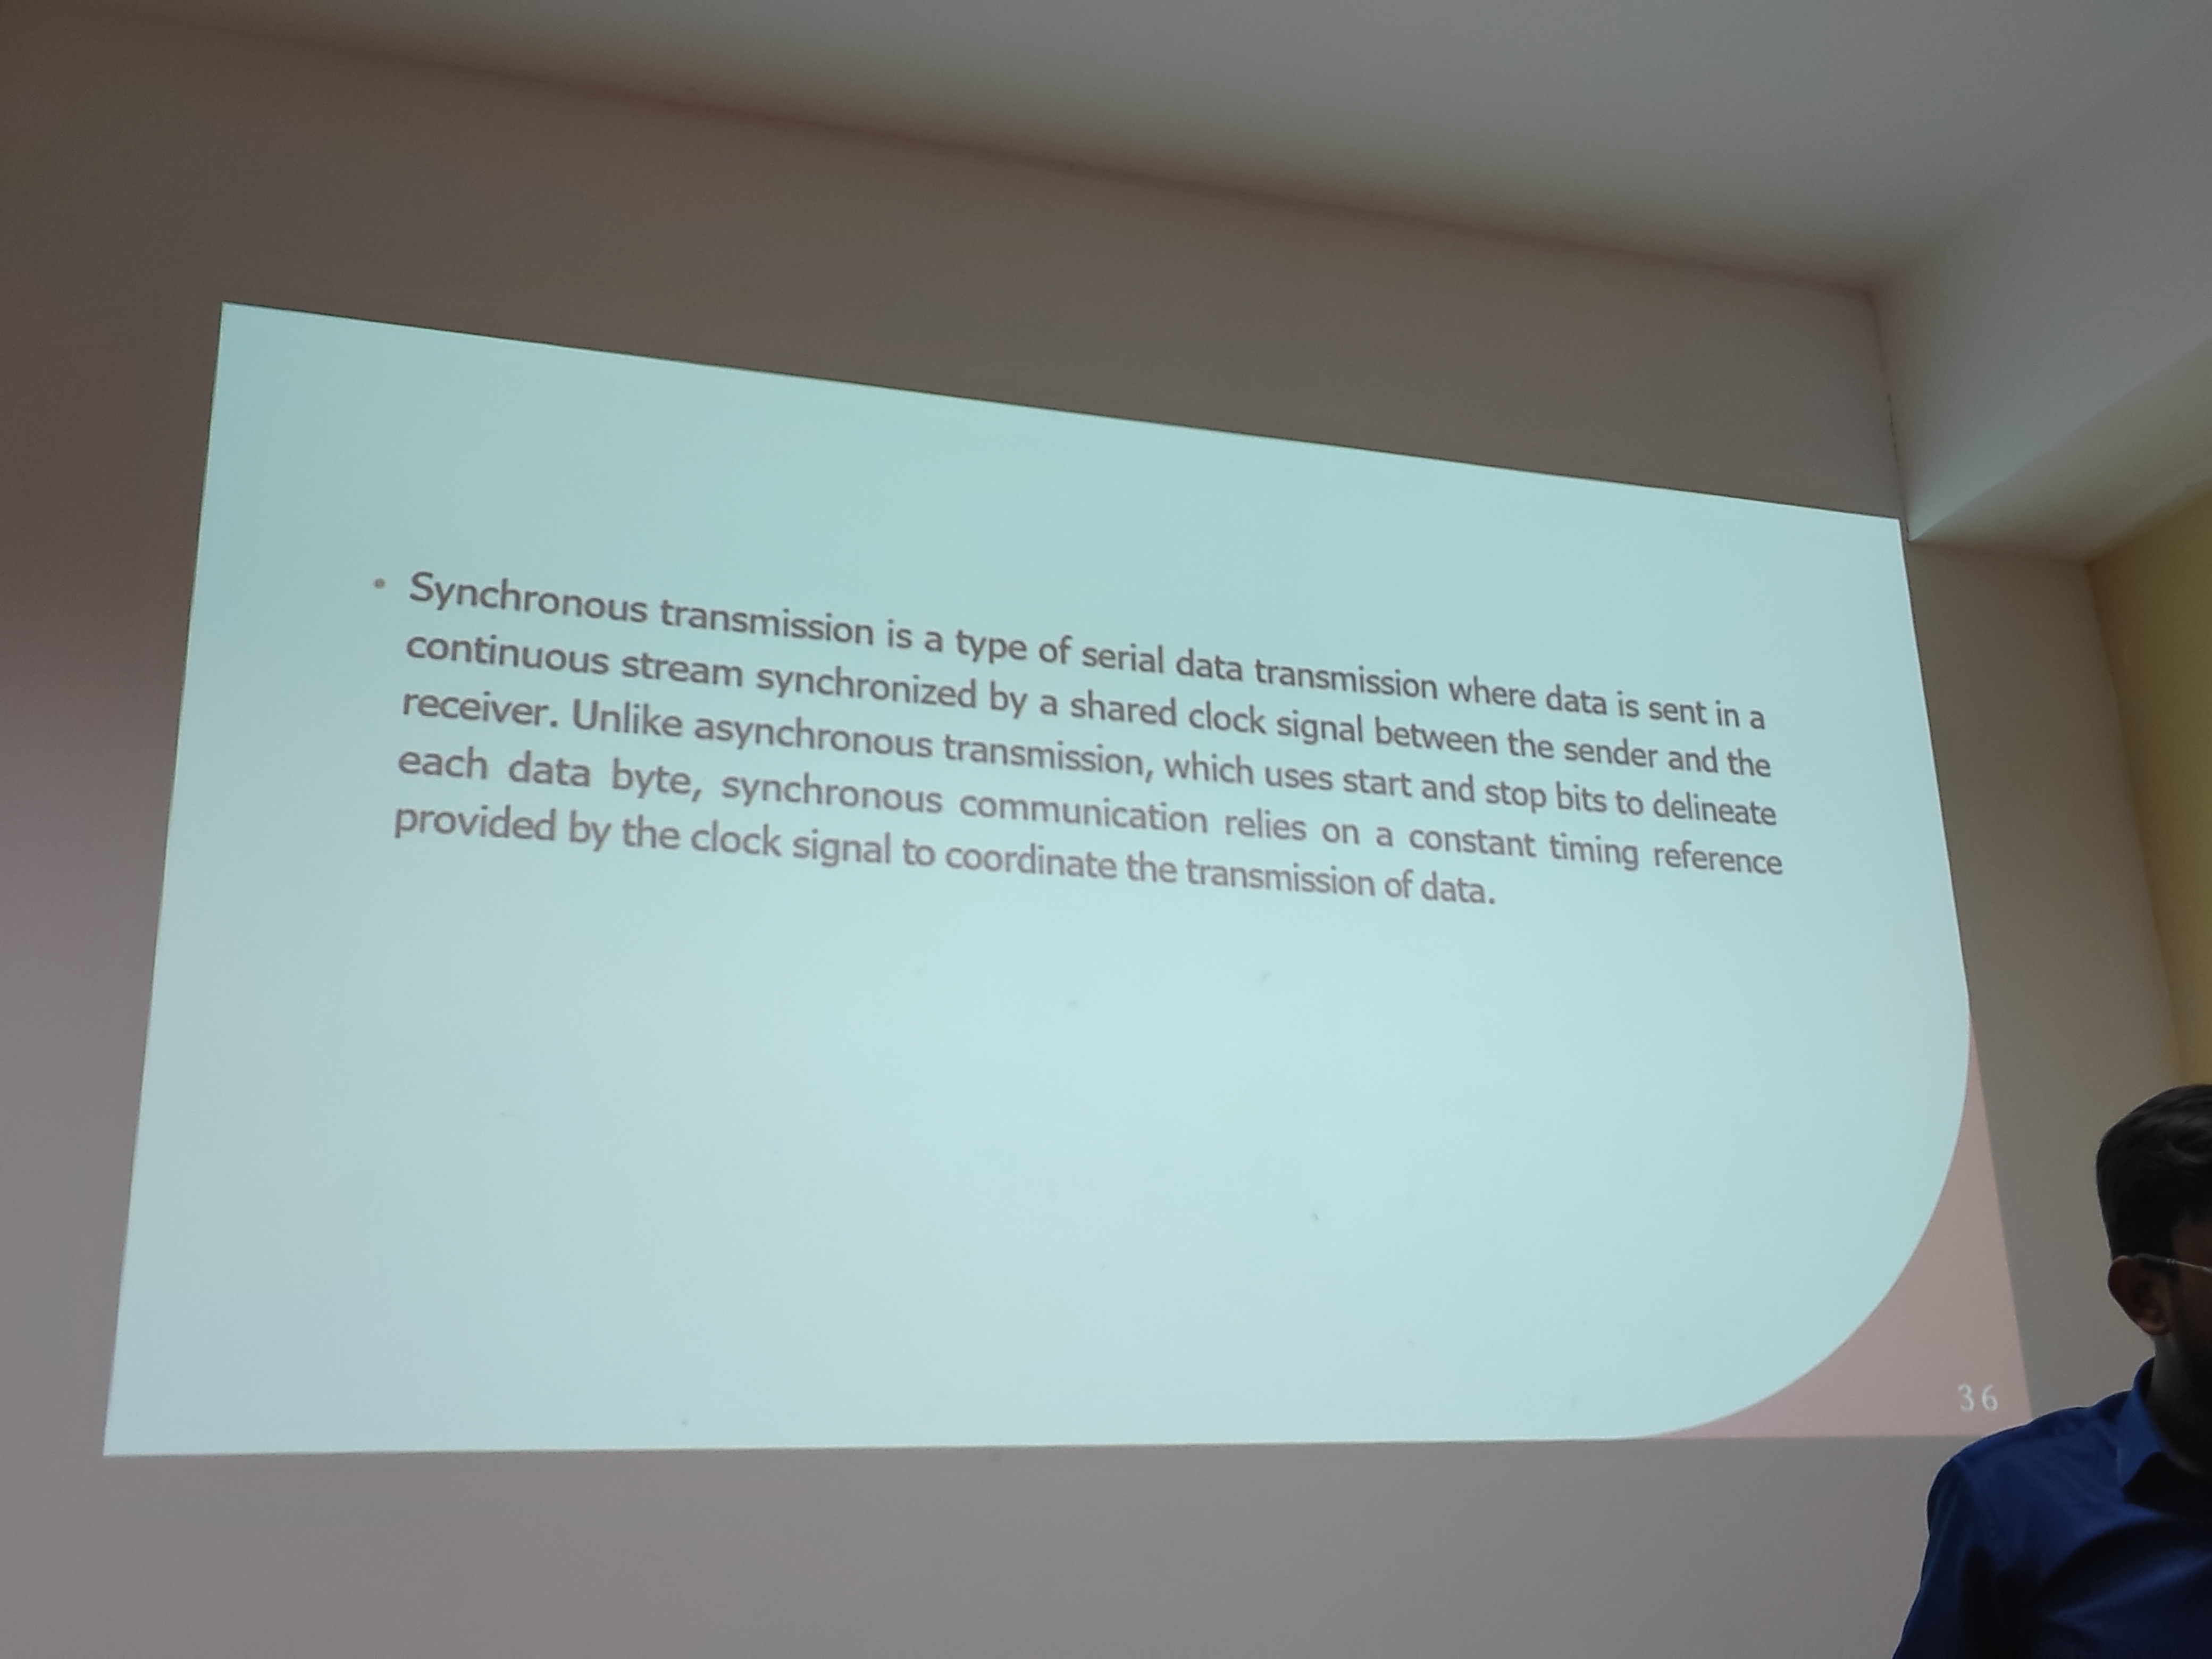 • Synchronous transmission is a type of serial data transmission where data is sent in a
continuous stream synchronized by a shared clock signal between the sender and the
receiver. Unlike asynchronous transmission, which uses start and stop bits to delineate
each data byte, synchronous communication relies on a constant timing reference
provided by the clock signal to coordinate the transmission of data.
36